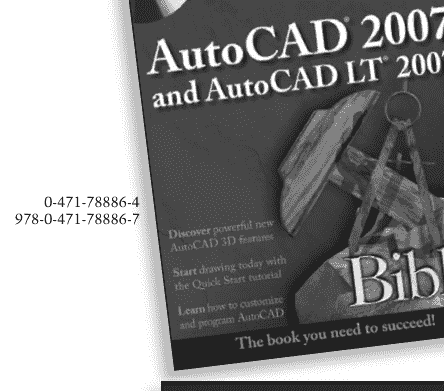 AutoCAD® 2007
and AutoCAD LT® 2007
0-471-78886-4
978-0-471-78886-7
Discover powerful new
AutoCAD 3D features
Start drawing today with
the Quick Start tutorial
Learn how to customize
and program AutoCAD
Bibl
The book you need to succeed!